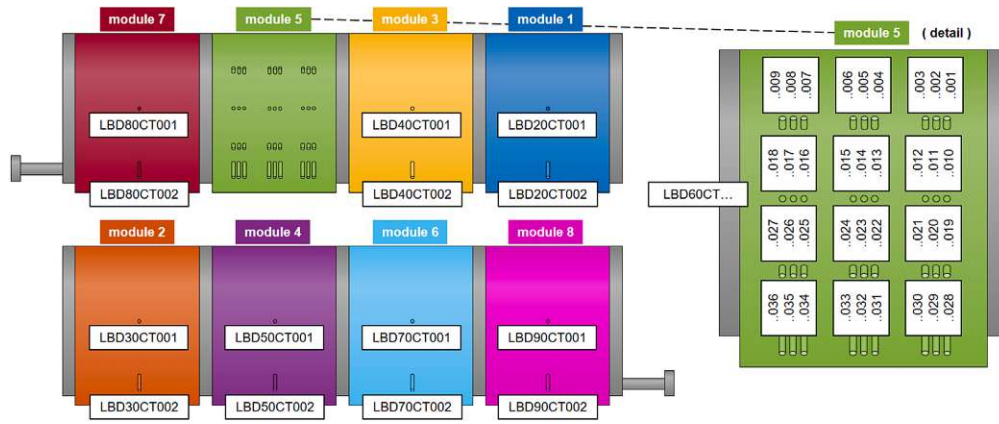 module 7
module 5
module 3
module 1
module 5 ( detail )
..009
..008
..007
..006
..005
..004
..003
..002
..001
LBD80CT001
LBD40CT001
LBD20CT001
..018
..017
..016
..015
..014
..013
..012
..011
..010
LBD80CT002
LBD40CT002
LBD20CT002
LBD60CT...
module 2
module 4
module 6
module 8
..027
..026
..025
..024
..023
..022
..021
..020
..019
..036
..035
..034
..033
..032
..031
..030
..029
..028
LBD30CT001
LBD50CT001
LBD70CT001
LBD90CT001
LBD30CT002
LBD50CT002
LBD70CT002
LBD90CT002